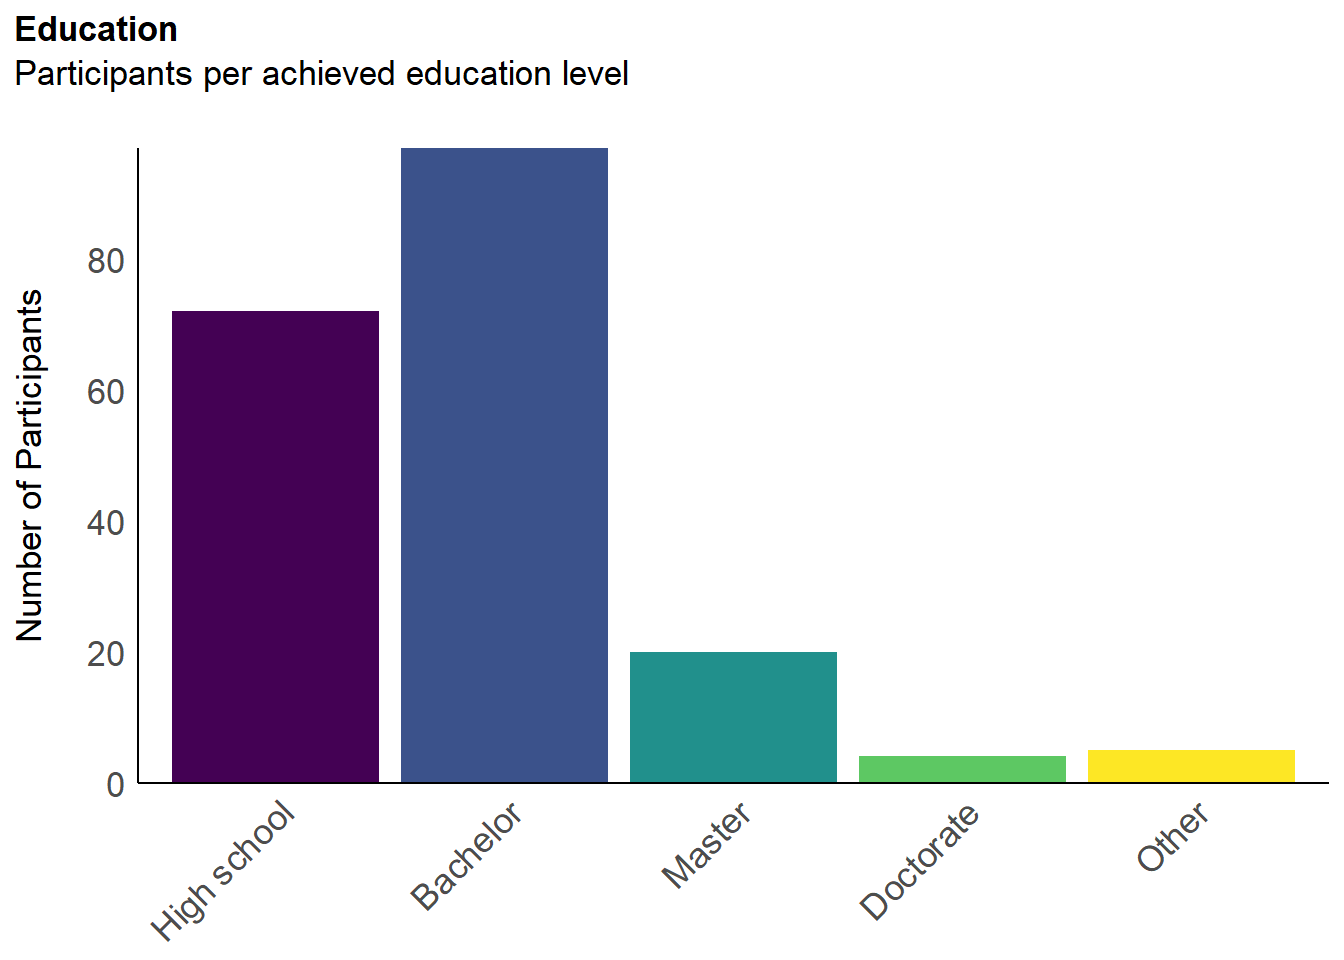 Education
Participants per achieved education level
Number of Participants
80
60
40
20
0
High school
Bachelor
Master
Doctorate
Other